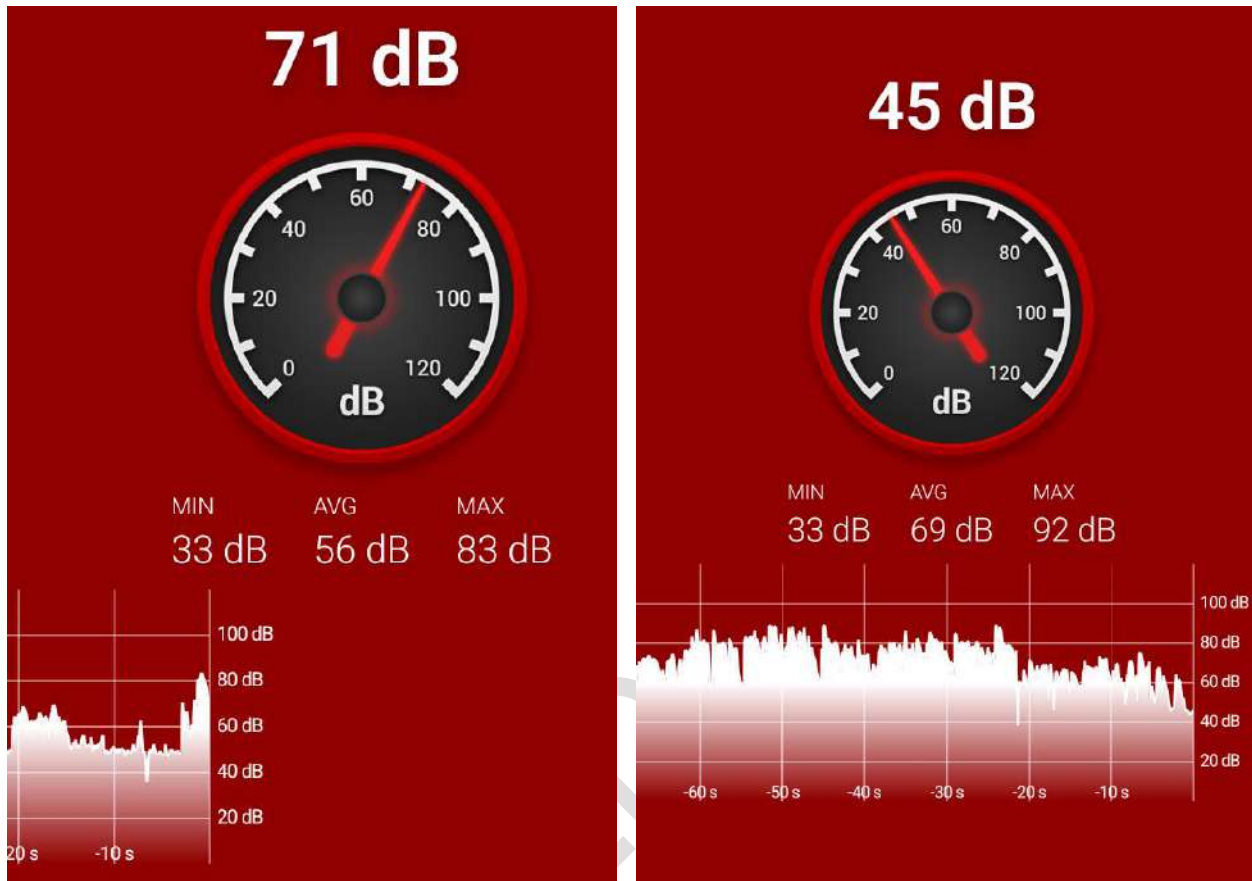 71 dB
60
40
80
20
100
0
120
dB
MIN AVG MAX
33 dB 56 dB 83 dB
100 dB
80 dB
60 dB
40 dB
20 dB
20 s -10 s
45 dB
60
40
80
20
100
0
120
dB
MIN AVG MAX
33 dB 69 dB 92 dB
100 dB
80 dB
60 dB
40 dB
20 dB
-60 s -50 s -40 s -30 s -20 s -10 s